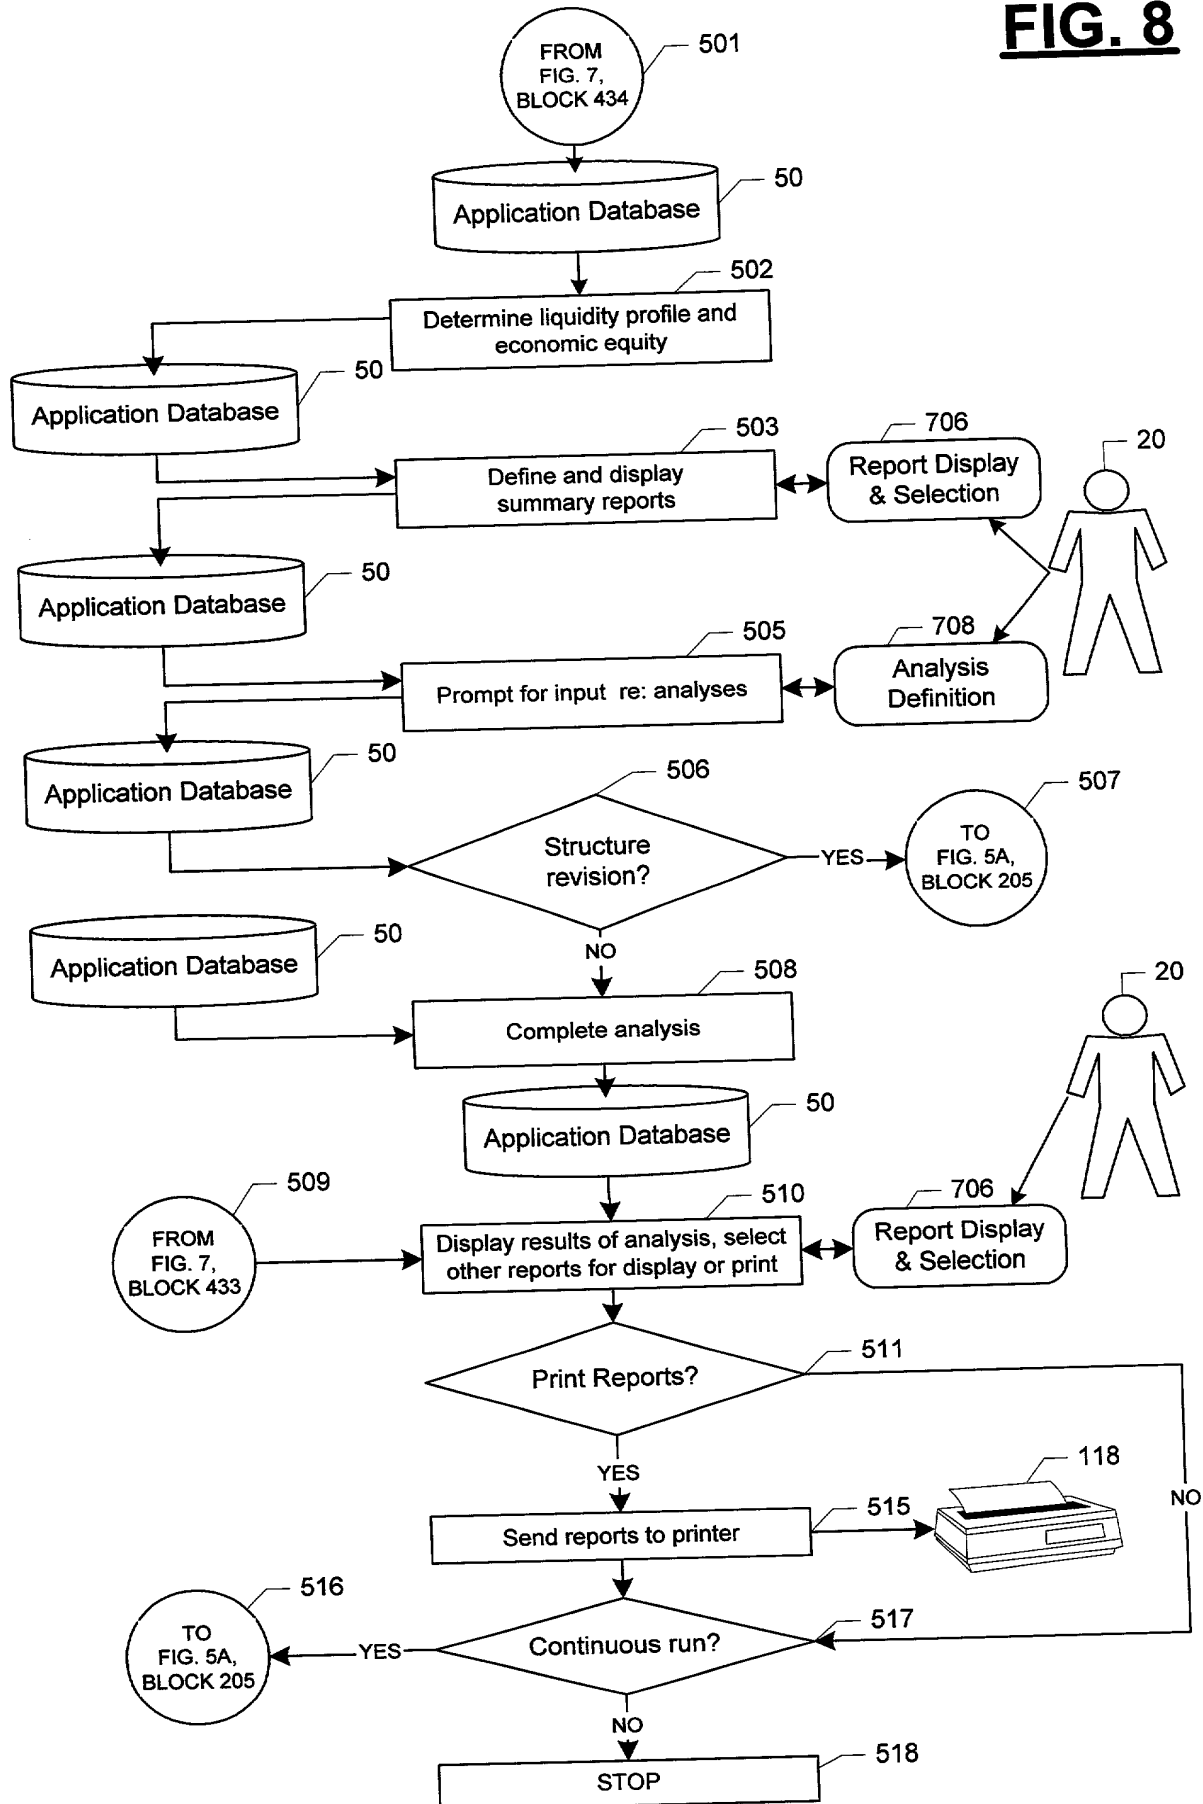 FIG. 8
FROM
FIG. 7,
BLOCK 434
501
Application Database
50
502
Determine liquidity profile and
economic equity
50
Application Database
503
Define and display
summary reports
706
Report Display
& Selection
20
50
Application Database
505
Prompt for input re: analyses
708
Analysis
Definition
50
Application Database
506
Structure
revision?
YES
507
TO
FIG. 5A,
BLOCK 205
NO
50
Application Database
508
Complete analysis
20
50
Application Database
509
FROM
FIG. 7,
BLOCK 433
510
Display results of analysis, select
other reports for display or print
706
Report Display
& Selection
511
Print Reports?
YES
NO
118
515
Send reports to printer
516
TO
FIG. 5A,
BLOCK 205
YES
517
Continuous run?
NO
518
STOP